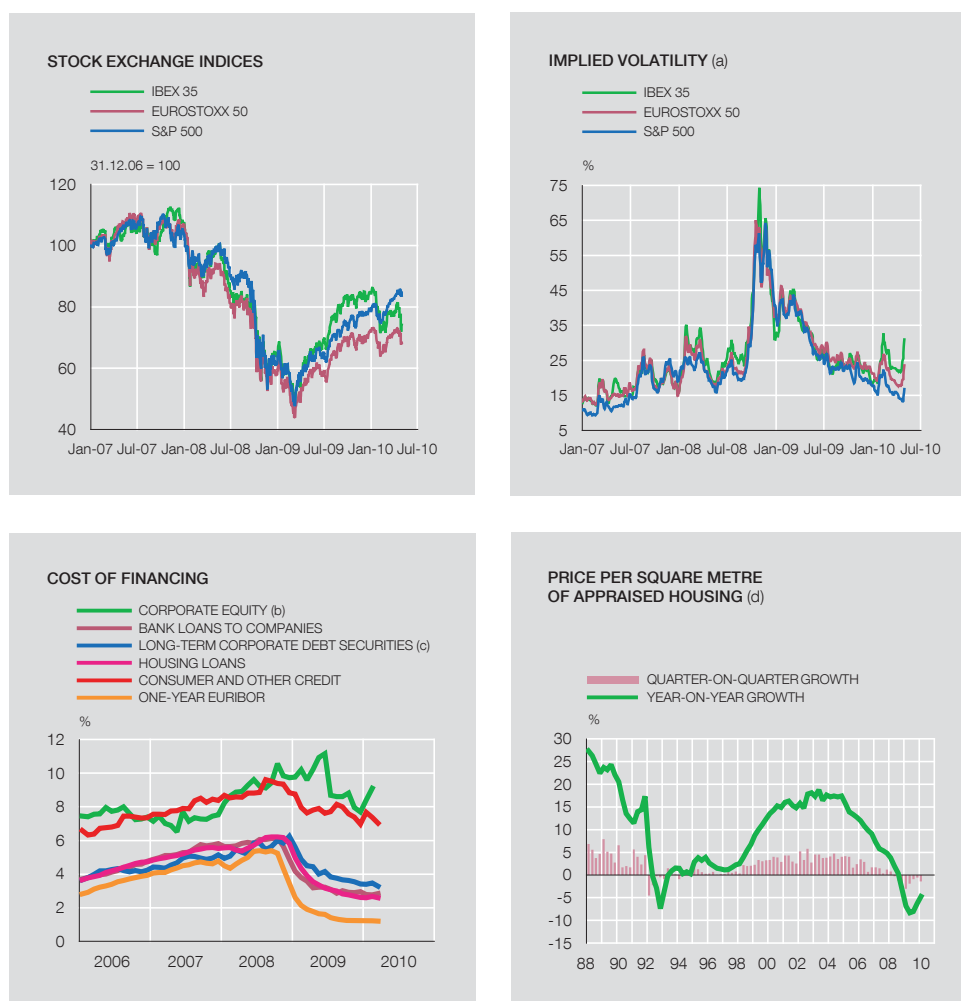 STOCK EXCHANGE INDICES
IBEX 35
EUROSTOXX 50
S&P 500
31.12.06 = 100
120
100
80
60
40
Jan-07 Jul-07 Jan-08 Jul-08 Jan-09 Jul-09 Jan-10 Jul-10
IMPLIED VOLATILITY (a)
IBEX 35
EUROSTOXX 50
S&P 500
%
75
65
55
45
35
25
15
5
Jan-07 Jul-07 Jan-08 Jul-08 Jan-09 Jul-09 Jan-10 Jul-10
COST OF FINANCING
CORPORATE EQUITY (b)
BANK LOANS TO COMPANIES
LONG-TERM CORPORATE DEBT SECURITIES (c)
HOUSING LOANS
CONSUMER AND OTHER CREDIT
ONE-YEAR EURIBOR
%
12
10
8
6
4
2
0
2006 2007 2008 2009 2010
PRICE PER SQUARE METRE
OF APPRAISED HOUSING (d)
QUARTER-ON-QUARTER GROWTH
YEAR-ON-YEAR GROWTH
%
30
25
20
15
10
5
0
-5
-10
-15
88 90 92 94 96 98 00 02 04 06 08 10